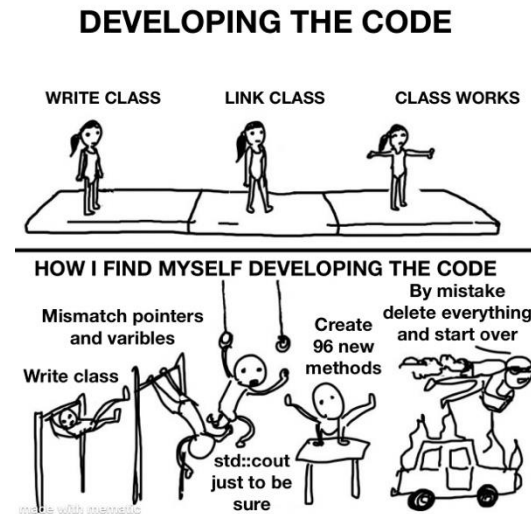 DEVELOPING THE CODE
WRITE CLASS
LINK CLASS
CLASS WORKS
HOW I FIND MYSELF DEVELOPING THE CODE
Write class
Mismatch pointers
and varibles
std::cout
just to be
sure
Create
96 new
methods
By mistake
delete everything
and start over
made with mematic